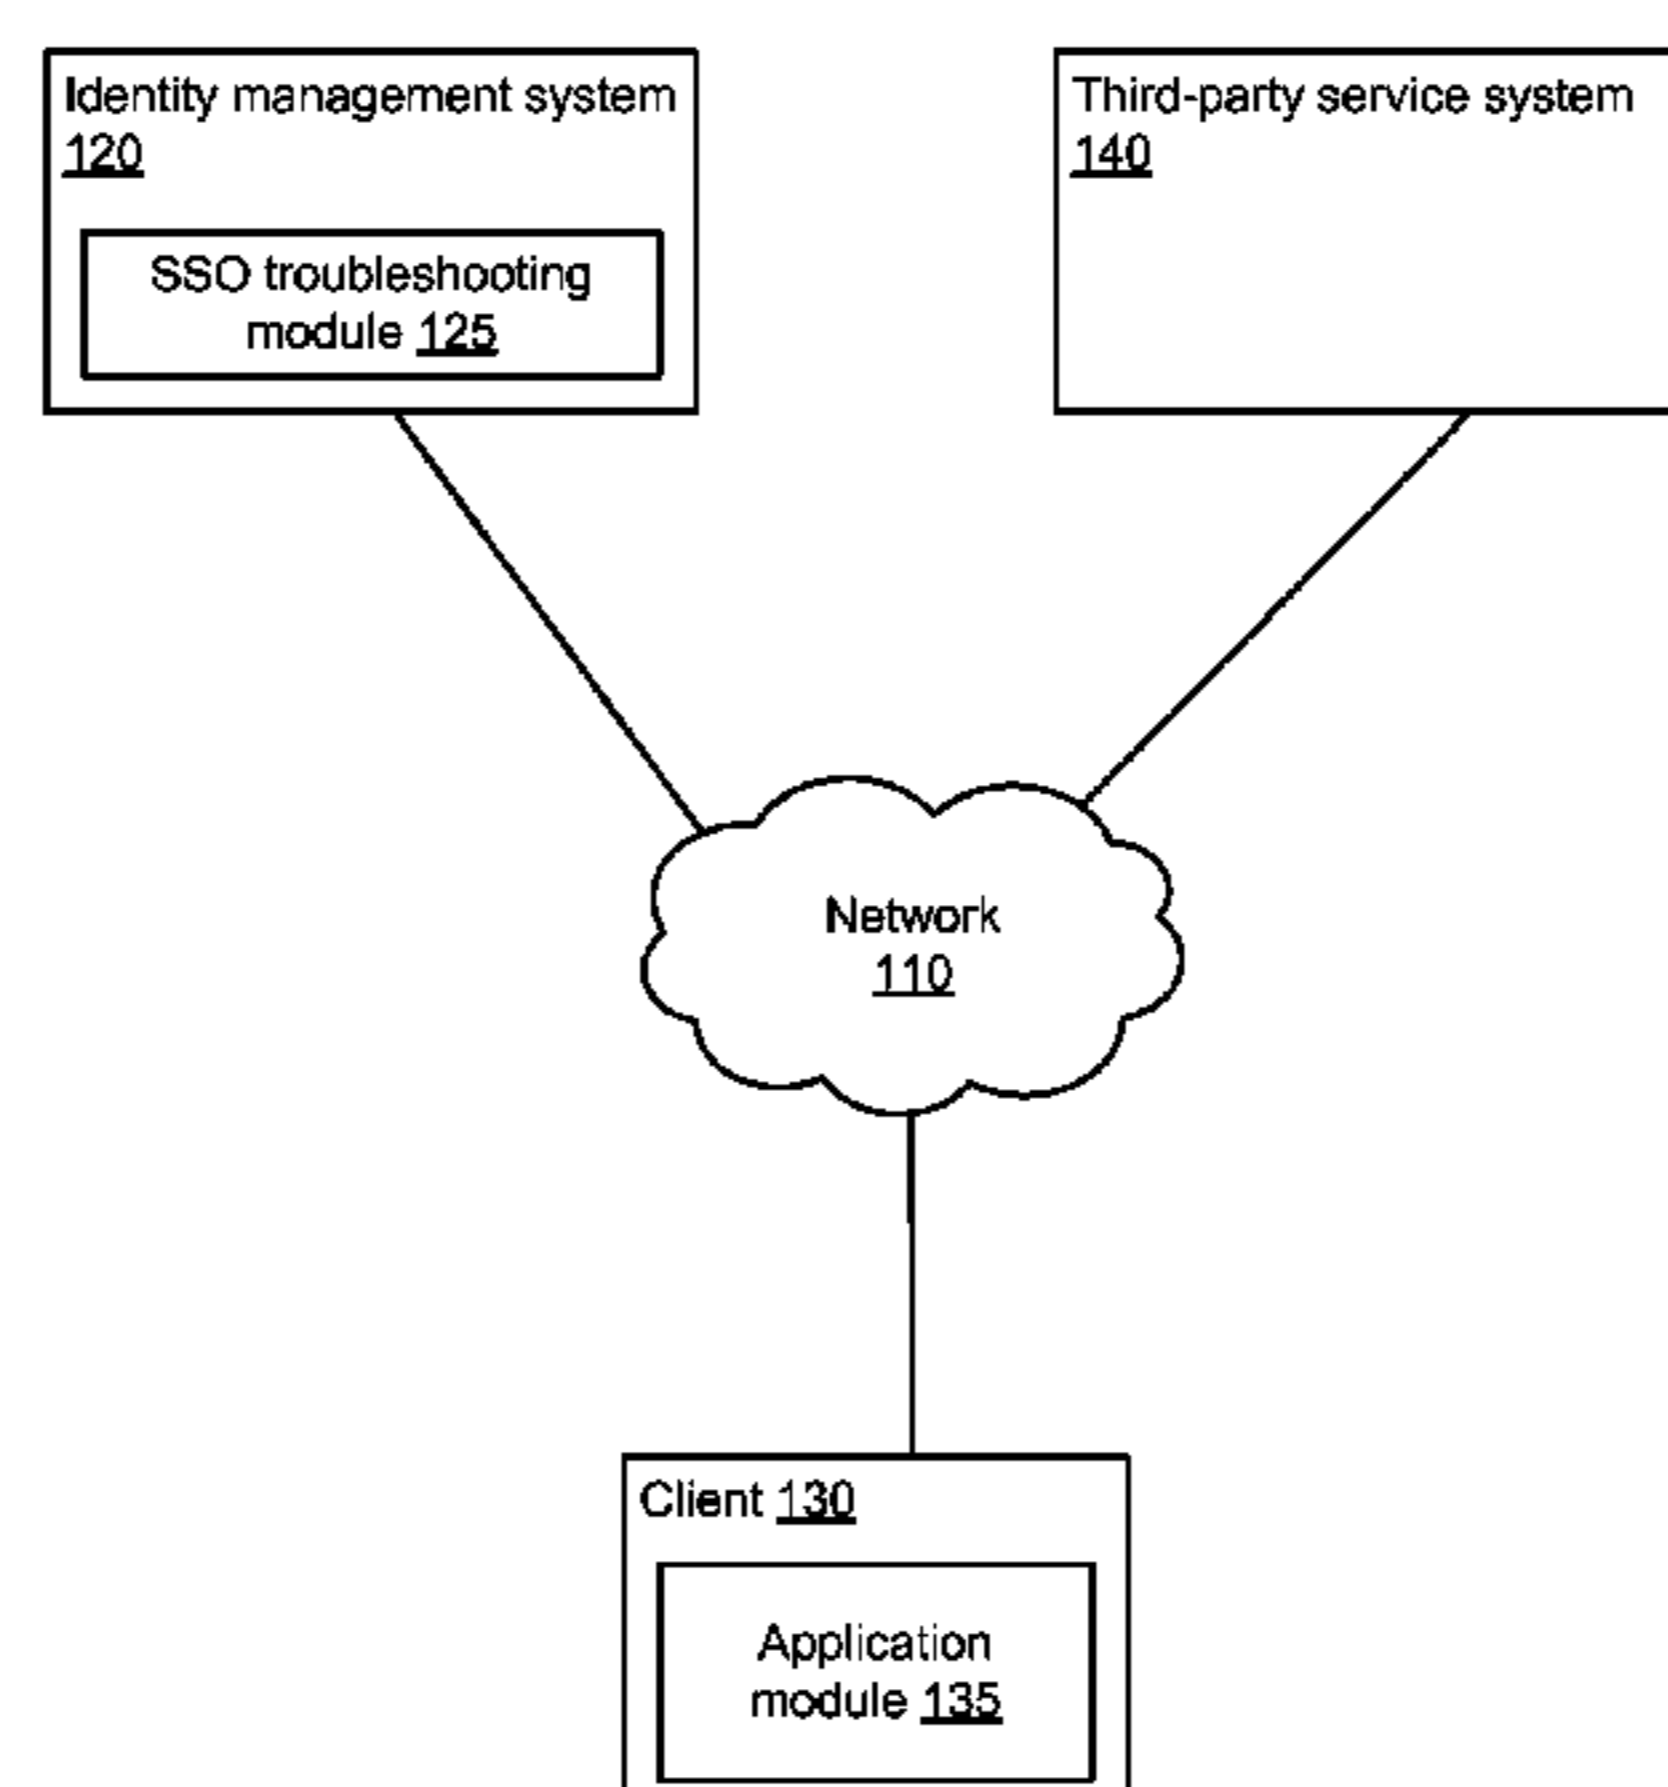 Identity management system
120
SSO troubleshooting
module 125
Third-party service system
140
Network
110
Client 130
Application
module 135